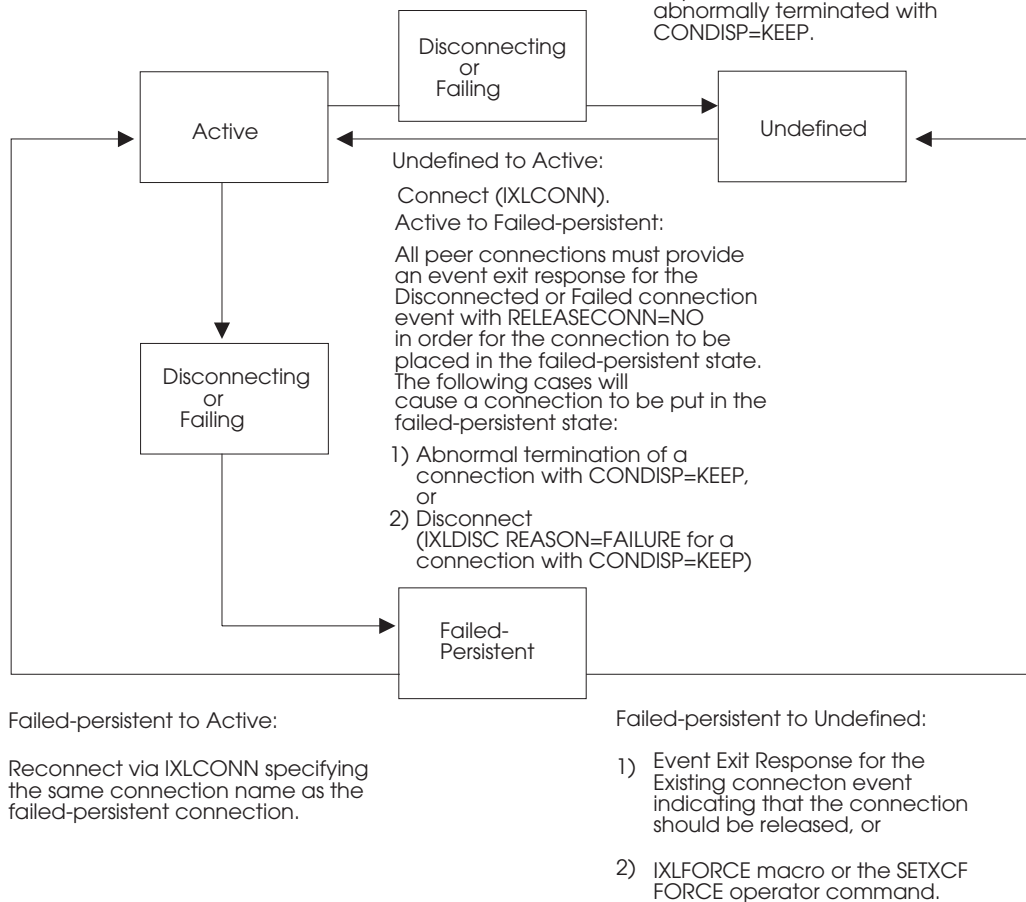 abnormally terminated with
CONDISP=KEEP.
Disconnecting
or
Failing
Active
Undefined
Undefined to Active:
Connect (IXLCONN).
Active to Failed-persistent:
All peer connections must provide
an event exit response for the
Disconnected or Failed connection
event with RELEASECONN=NO
in order for the connection to be
placed in the failed-persistent state.
The following cases will
cause a connection to be put in the
failed-persistent state:
1) Abnormal termination of a
connection with CONDISP=KEEP,
or
2) Disconnect
(IXLDISC REASON=FAILURE for a
connection with CONDISP=KEEP)
Disconnecting
or
Failing
Failed-
Persistent
Failed-persistent to Active:
Reconnect via IXLCONN specifying
the same connection name as the
failed-persistent connection.
Failed-persistent to Undefined:
1) Event Exit Response for the
Existing connecton event
indicating that the connection
should be released, or
2) IXLFORCE macro or the SETXCF
FORCE operator command.